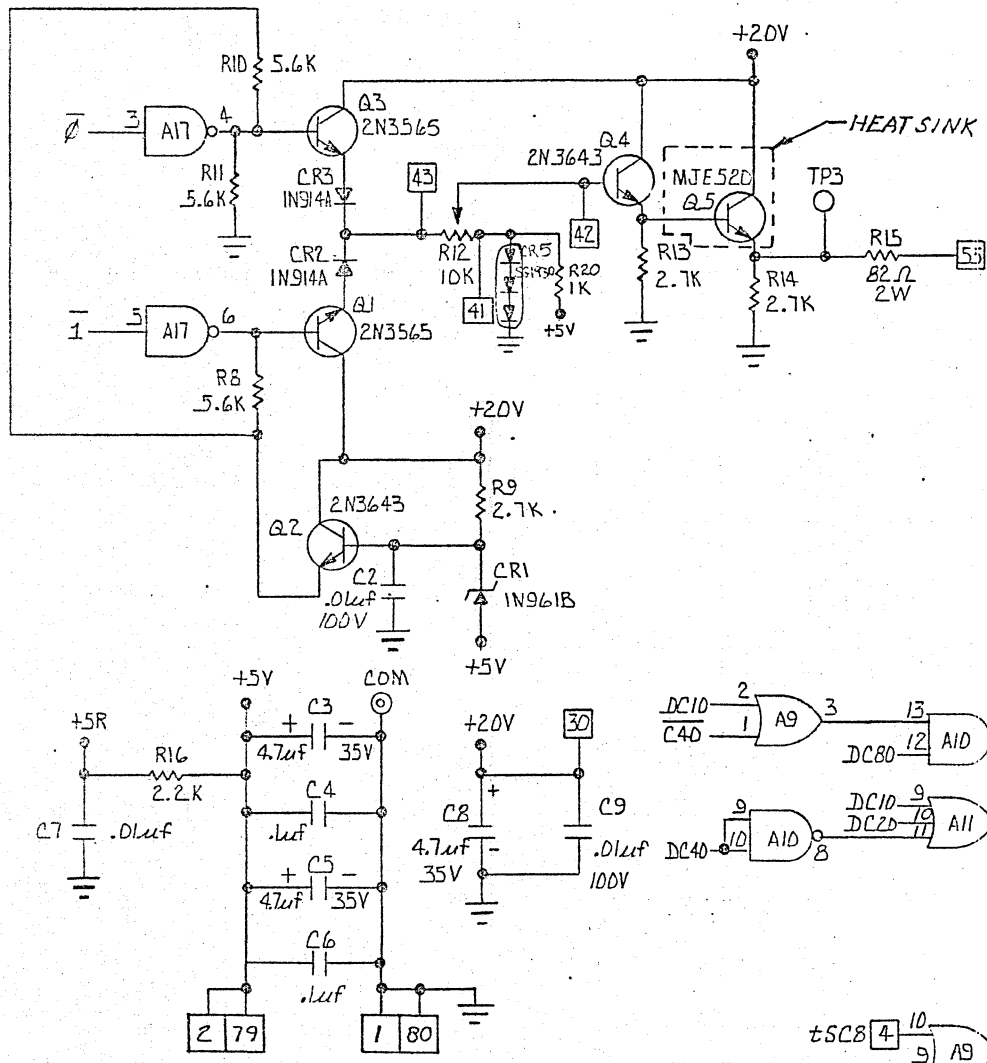 +20V
R10 5.6K
Q3
2N3565
3 A17 4
0
R11
5.6K
CR3
1N914A
43
Q4
2N3643
HEAT SINK
MJE520
Q5
TP3
42
CR2
1N914A
R12
10K
41
CR5
R20
1K
+5V
R13
2.7K
R14
2.7K
R15
82Ω
2W
Q1
2N3565
1
5 A17 6
R8
5.6K
+20V
R9
2.7K
2N3643
Q2
C2
.01uf
100V
CR1
1N961B
+5V
+5V
COM
C3
+ -
4.7uf 35V
+5R
R16
2.2K
C7 .01uf
C4
.1uf
C5
+ -
4.7uf 35V
C6
.1uf
2 79
1 80
+20V
30
+
C8
4.7uf
-
35V
C9
.01uf
100V
DC10 2
C40 1
A9 3
13
12
DC80
A10
DC40
9
10
A10
8
DC10 9
DC20 10
11
A11
tSC8 4 10
9
A9